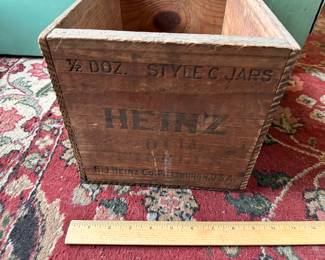 ½ DOZ. STYLE C JARS
HEINZ
H.J. HEINZ CO. PITTSBURGH, U.S.A.